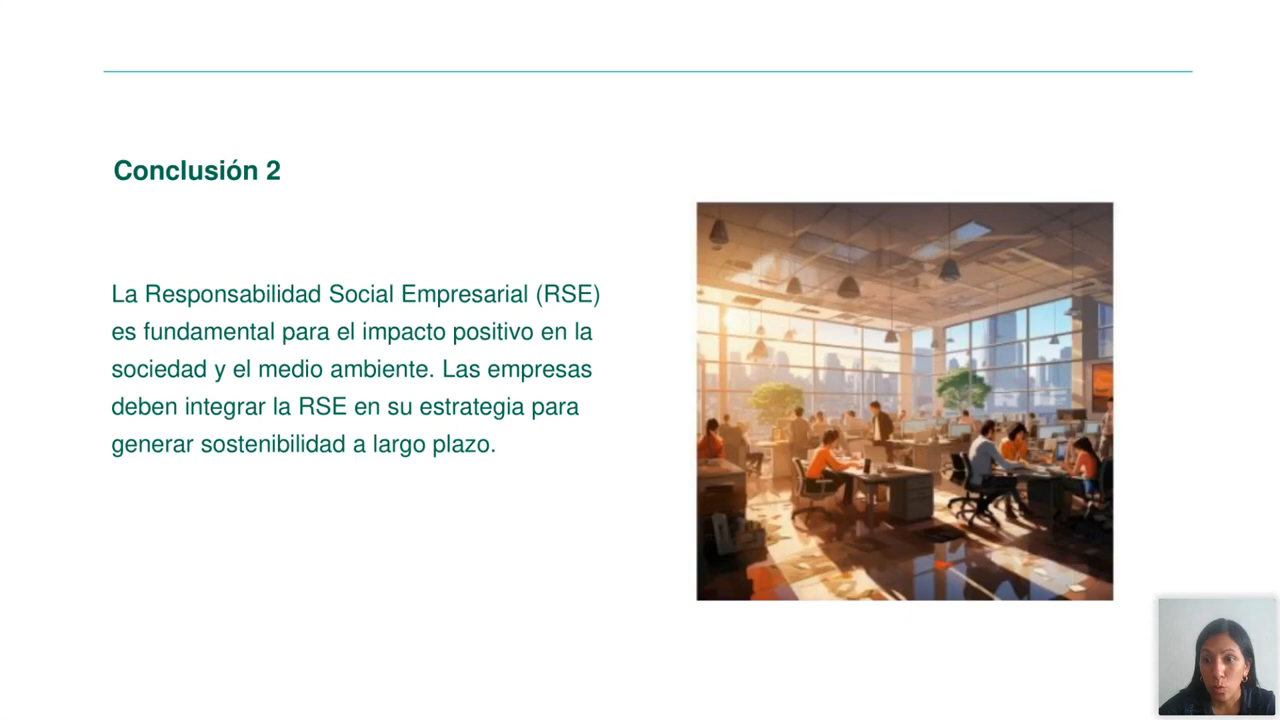 Conclusión 2
La Responsabilidad Social Empresarial (RSE)
es fundamental para el impacto positivo en la
sociedad y el medio ambiente. Las empresas
deben integrar la RSE en su estrategia para
generar sostenibilidad a largo plazo.